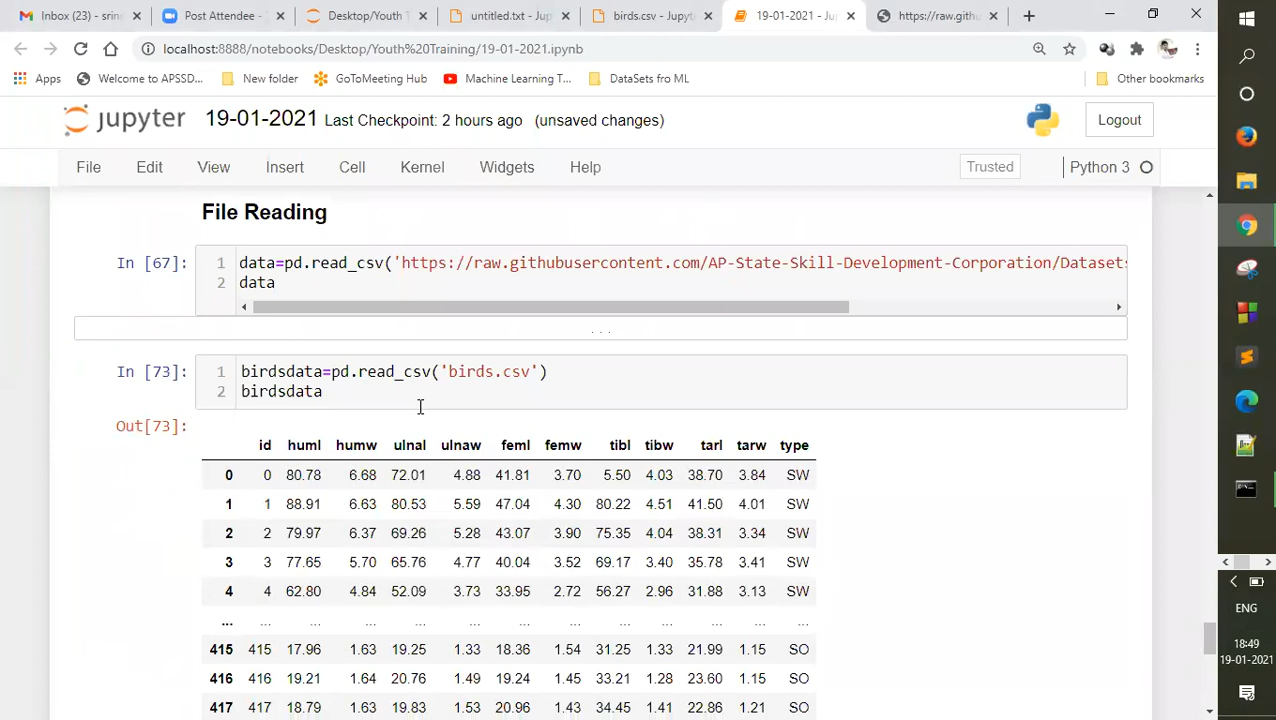 Inbox (23) - srin
Post Attendee -
Desktop/Youth T
untitled.txt - Jup
birds.csv - Jupyte
19-01-2021 - Ju
https://raw.githu
localhost:8888/notebooks/Desktop/Youth%20Training/19-01-2021.ipynb
Apps
Welcome to APSSD...
New folder
GoToMeeting Hub
Machine Learning T...
DataSets fro ML
Other bookmarks
jupyter 19-01-2021 Last Checkpoint: 2 hours ago (unsaved changes)
Logout
File Edit View Insert Cell Kernel Widgets Help
Trusted
Python 3
File Reading
In [67]:
1 data=pd.read_csv('https://raw.githubusercontent.com/AP-State-Skill-Development-Corporation/Datasets
2 data
...
In [73]:
1 birdsdata=pd.read_csv('birds.csv')
2 birdsdata
Out[73]:
id huml humw ulnal ulnaw feml femw tibl tibw tarl tarw type
0 0 80.78 6.68 72.01 4.88 41.81 3.70 5.50 4.03 38.70 3.84 SW
1 1 88.91 6.63 80.53 5.59 47.04 4.30 80.22 4.51 41.50 4.01 SW
2 2 79.97 6.37 69.26 5.28 43.07 3.90 75.35 4.04 38.31 3.34 SW
3 3 77.65 5.70 65.76 4.77 40.04 3.52 69.17 3.40 35.78 3.41 SW
4 4 62.80 4.84 52.09 3.73 33.95 2.72 56.27 2.96 31.88 3.13 SW
... ... ... ... ... ... ... ... ... ... ... ... ...
415 415 17.96 1.63 19.25 1.33 18.36 1.54 31.25 1.33 21.99 1.15 SO
416 416 19.21 1.64 20.76 1.49 19.24 1.45 33.21 1.28 23.60 1.15 SO
417 417 18.79 1.63 19.83 1.53 20.96 1.43 34.45 1.41 22.86 1.21 SO
ENG
18:49
19-01-2021